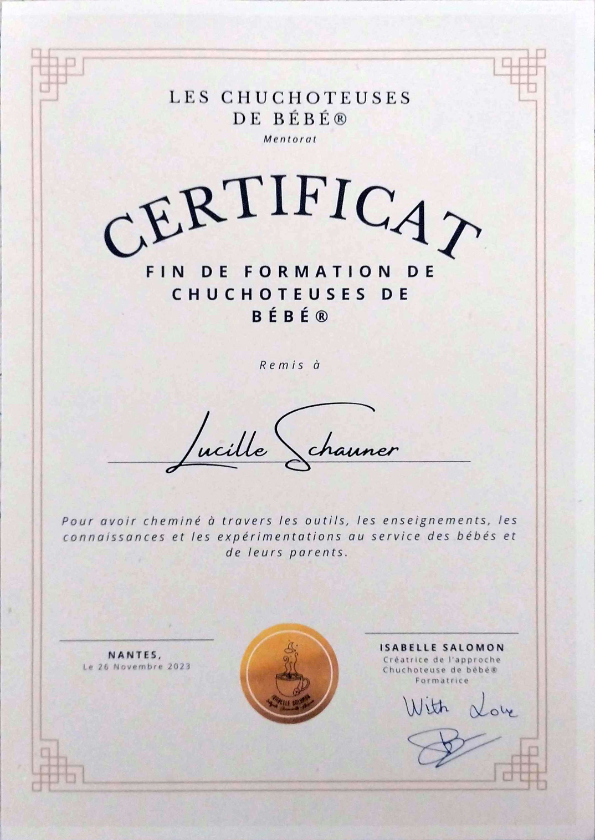 LES CHUCHOTEUSES
DE BÉBÉ®
Mentorat
CERTIFICAT
FIN DE FORMATION DE
CHUCHOTEUSES DE
BÉBÉ®
Remis à
Lucille Schauner
Pour avoir cheminé à travers les outils, les enseignements, les
connaissances et les expérimentations au service des bébés et
de leurs parents.
NANTES,
Le 26 Novembre 2023
ISABELLE SALOMON
ISABELLE SALOMON
Créatrice de l'approche
Chuchoteuse de bébé®
Formatrice
With Love